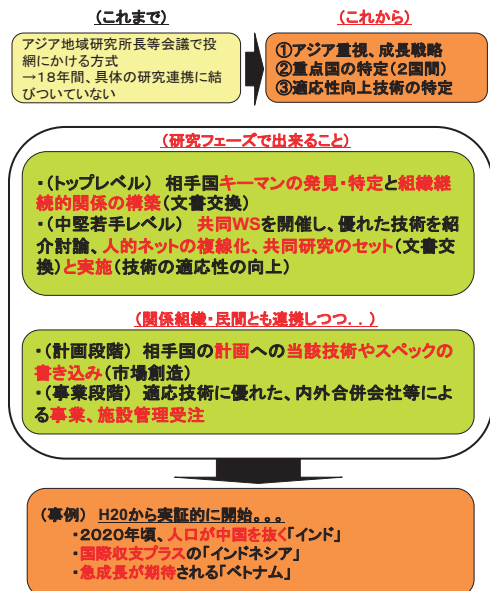 （これまで）
（これから）
アジア地域研究所長等会議で投
網にかける方式
→18年間、具体の研究連携に結
びついていない
①アジア重視、成長戦略
②重点国の特定（2国間）
③適応性向上技術の特定
（研究フェーズで出来ること）
・（トップレベル） 相手国キーマンの発見・特定と組織継
続的関係の構築（文書交換）
・（中堅若手レベル） 共同WSを開催し、優れた技術を紹
介討論、人的ネットの複線化、共同研究のセット（文書交
換）と実施（技術の適応性の向上）
（関係組織・民間とも連携しつつ．．）
・（計画段階） 相手国の計画への当該技術やスペックの
書き込み（市場創造）
・（事業段階） 適応技術に優れた、内外合併会社等によ
る事業、施設管理受注
（事例） H20から実証的に開始。。。
・2020年頃、人口が中国を抜く「インド」
・国際収支プラスの「インドネシア」
・急成長が期待される「ベトナム」